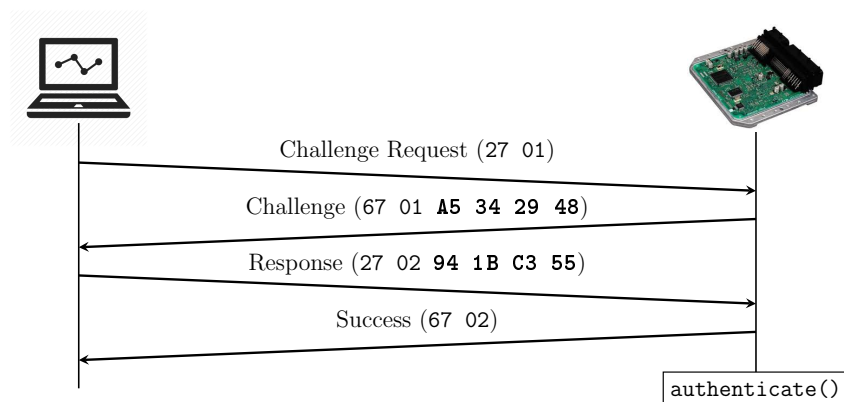 Challenge Request (27 01)
Challenge (67 01 A5 34 29 48)
Response (27 02 94 1B C3 55)
Success (67 02)
authenticate()